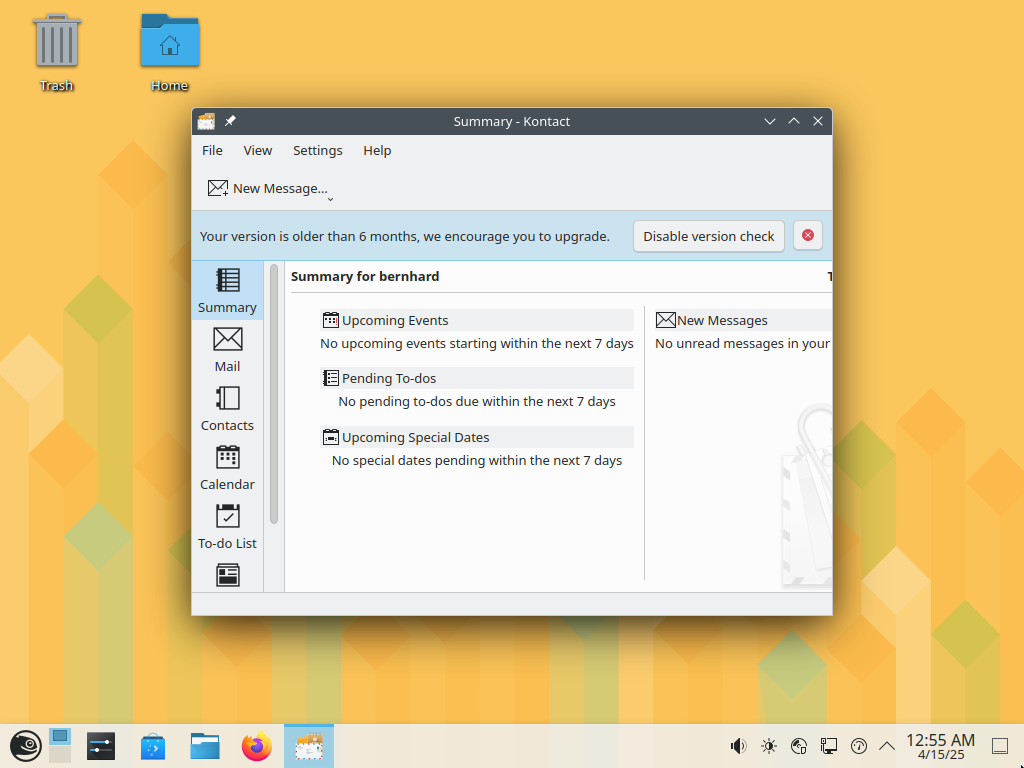 Trash
Home
Summary - Kontact
File View Settings Help
New Message...
Your version is older than 6 months, we encourage you to upgrade.
Disable version check
Summary
Mail
Contacts
Calendar
To-do List
Summary for bernhard
Upcoming Events
No upcoming events starting within the next 7 days
Pending To-dos
No pending to-dos due within the next 7 days
Upcoming Special Dates
No special dates pending within the next 7 days
New Messages
No unread messages in your
12:55 AM
4/15/25